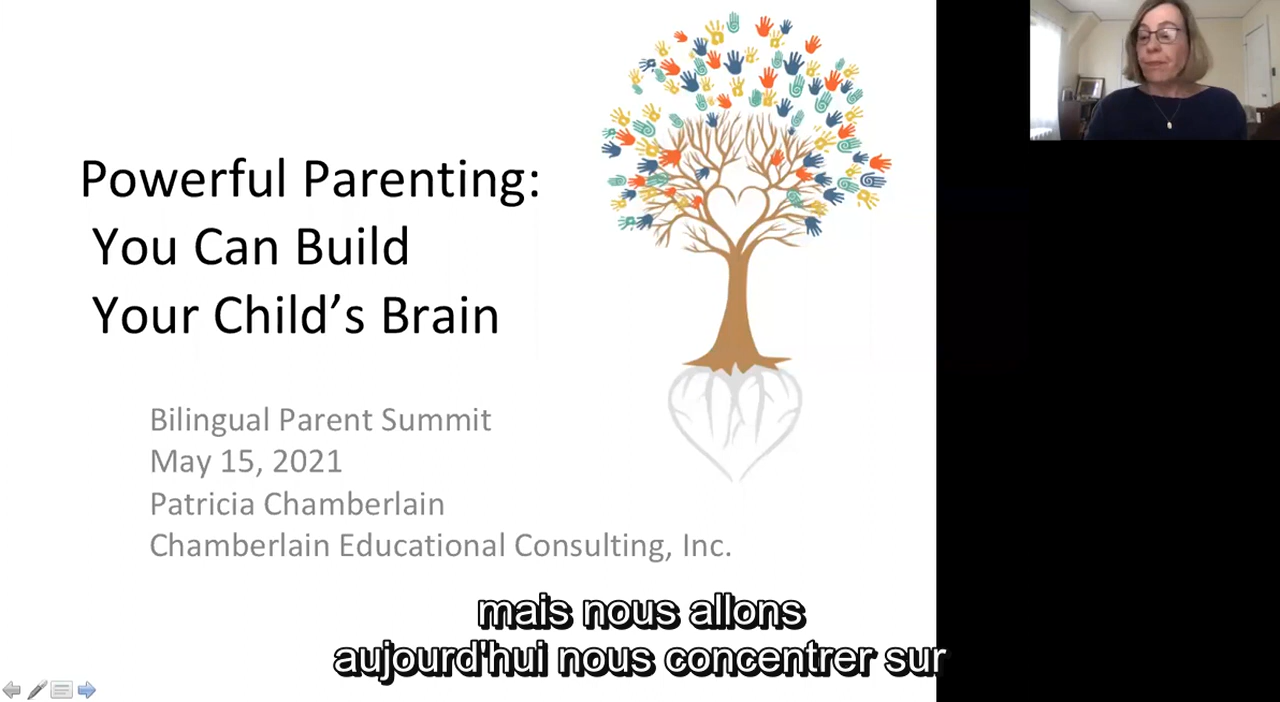 Powerful Parenting:
You Can Build
Your Child’s Brain
Bilingual Parent Summit
May 15, 2021
Patricia Chamberlain
Chamberlain Educational Consulting, Inc.
mais nous allons
aujourd'hui nous concentrer sur